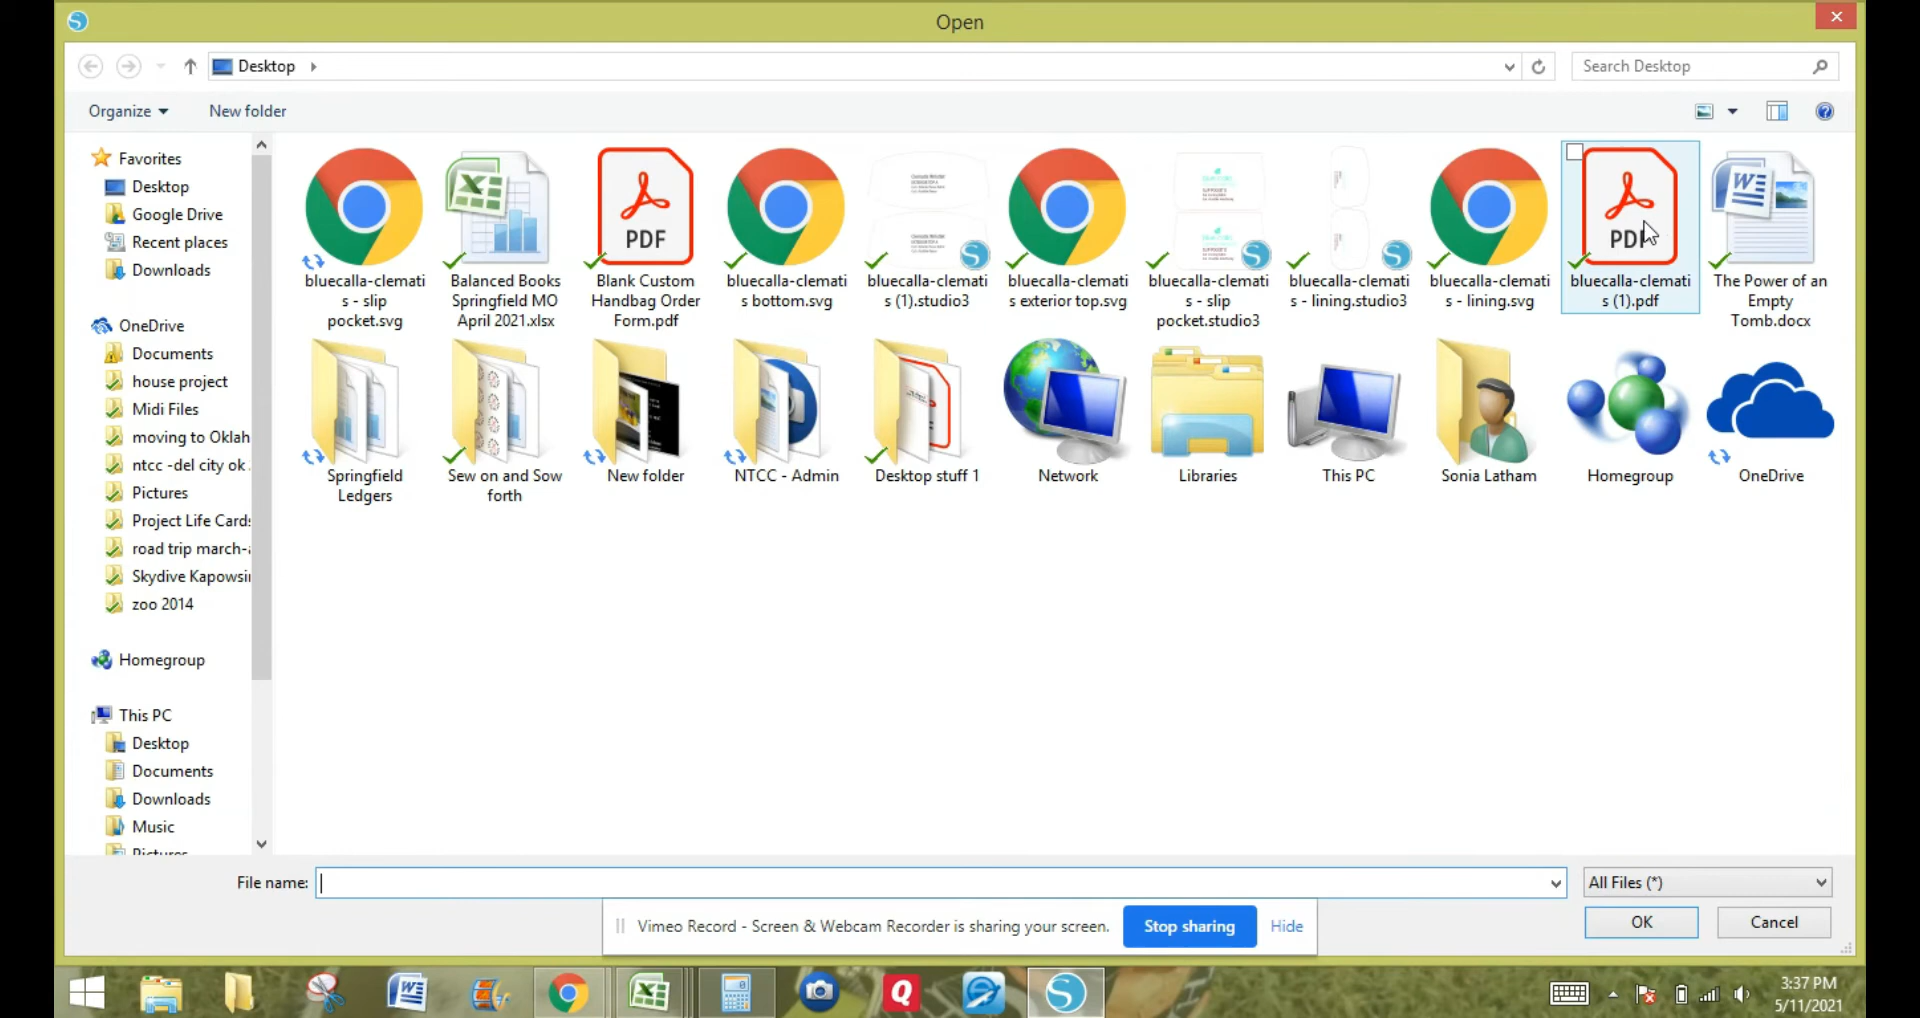 Open
Desktop
Search Desktop
Organize
New folder
Favorites
Desktop
Google Drive
Recent places
Downloads
OneDrive
Documents
house project
Midi Files
moving to Oklah
ntcc -del city ok
Pictures
Project Life Cards
road trip march-a
Skydive Kapowsin
zoo 2014
Homegroup
This PC
Desktop
Documents
Downloads
Music
Pictures
PDF
PDF
bluecalla-clemati
s - slip
pocket.svg
Balanced Books
Springfield MO
April 2021.xlsx
Blank Custom
Handbag Order
Form.pdf
bluecalla-clemati
s bottom.svg
bluecalla-clemati
s (1).studio3
bluecalla-clemati
s exterior top.svg
bluecalla-clemati
s - slip
pocket.studio3
bluecalla-clemati
s - lining.studio3
bluecalla-clemati
s - lining.svg
bluecalla-clemati
s (1).pdf
The Power of an
Empty
Tomb.docx
Springfield
Ledgers
Sew on and Sow
forth
New folder
NTCC - Admin
Desktop stuff 1
Network
Libraries
This PC
Sonia Latham
Homegroup
OneDrive
File name:
All Files (*)
Vimeo Record - Screen & Webcam Recorder is sharing your screen.
Stop sharing
Hide
OK
Cancel
3:37 PM
5/11/2021